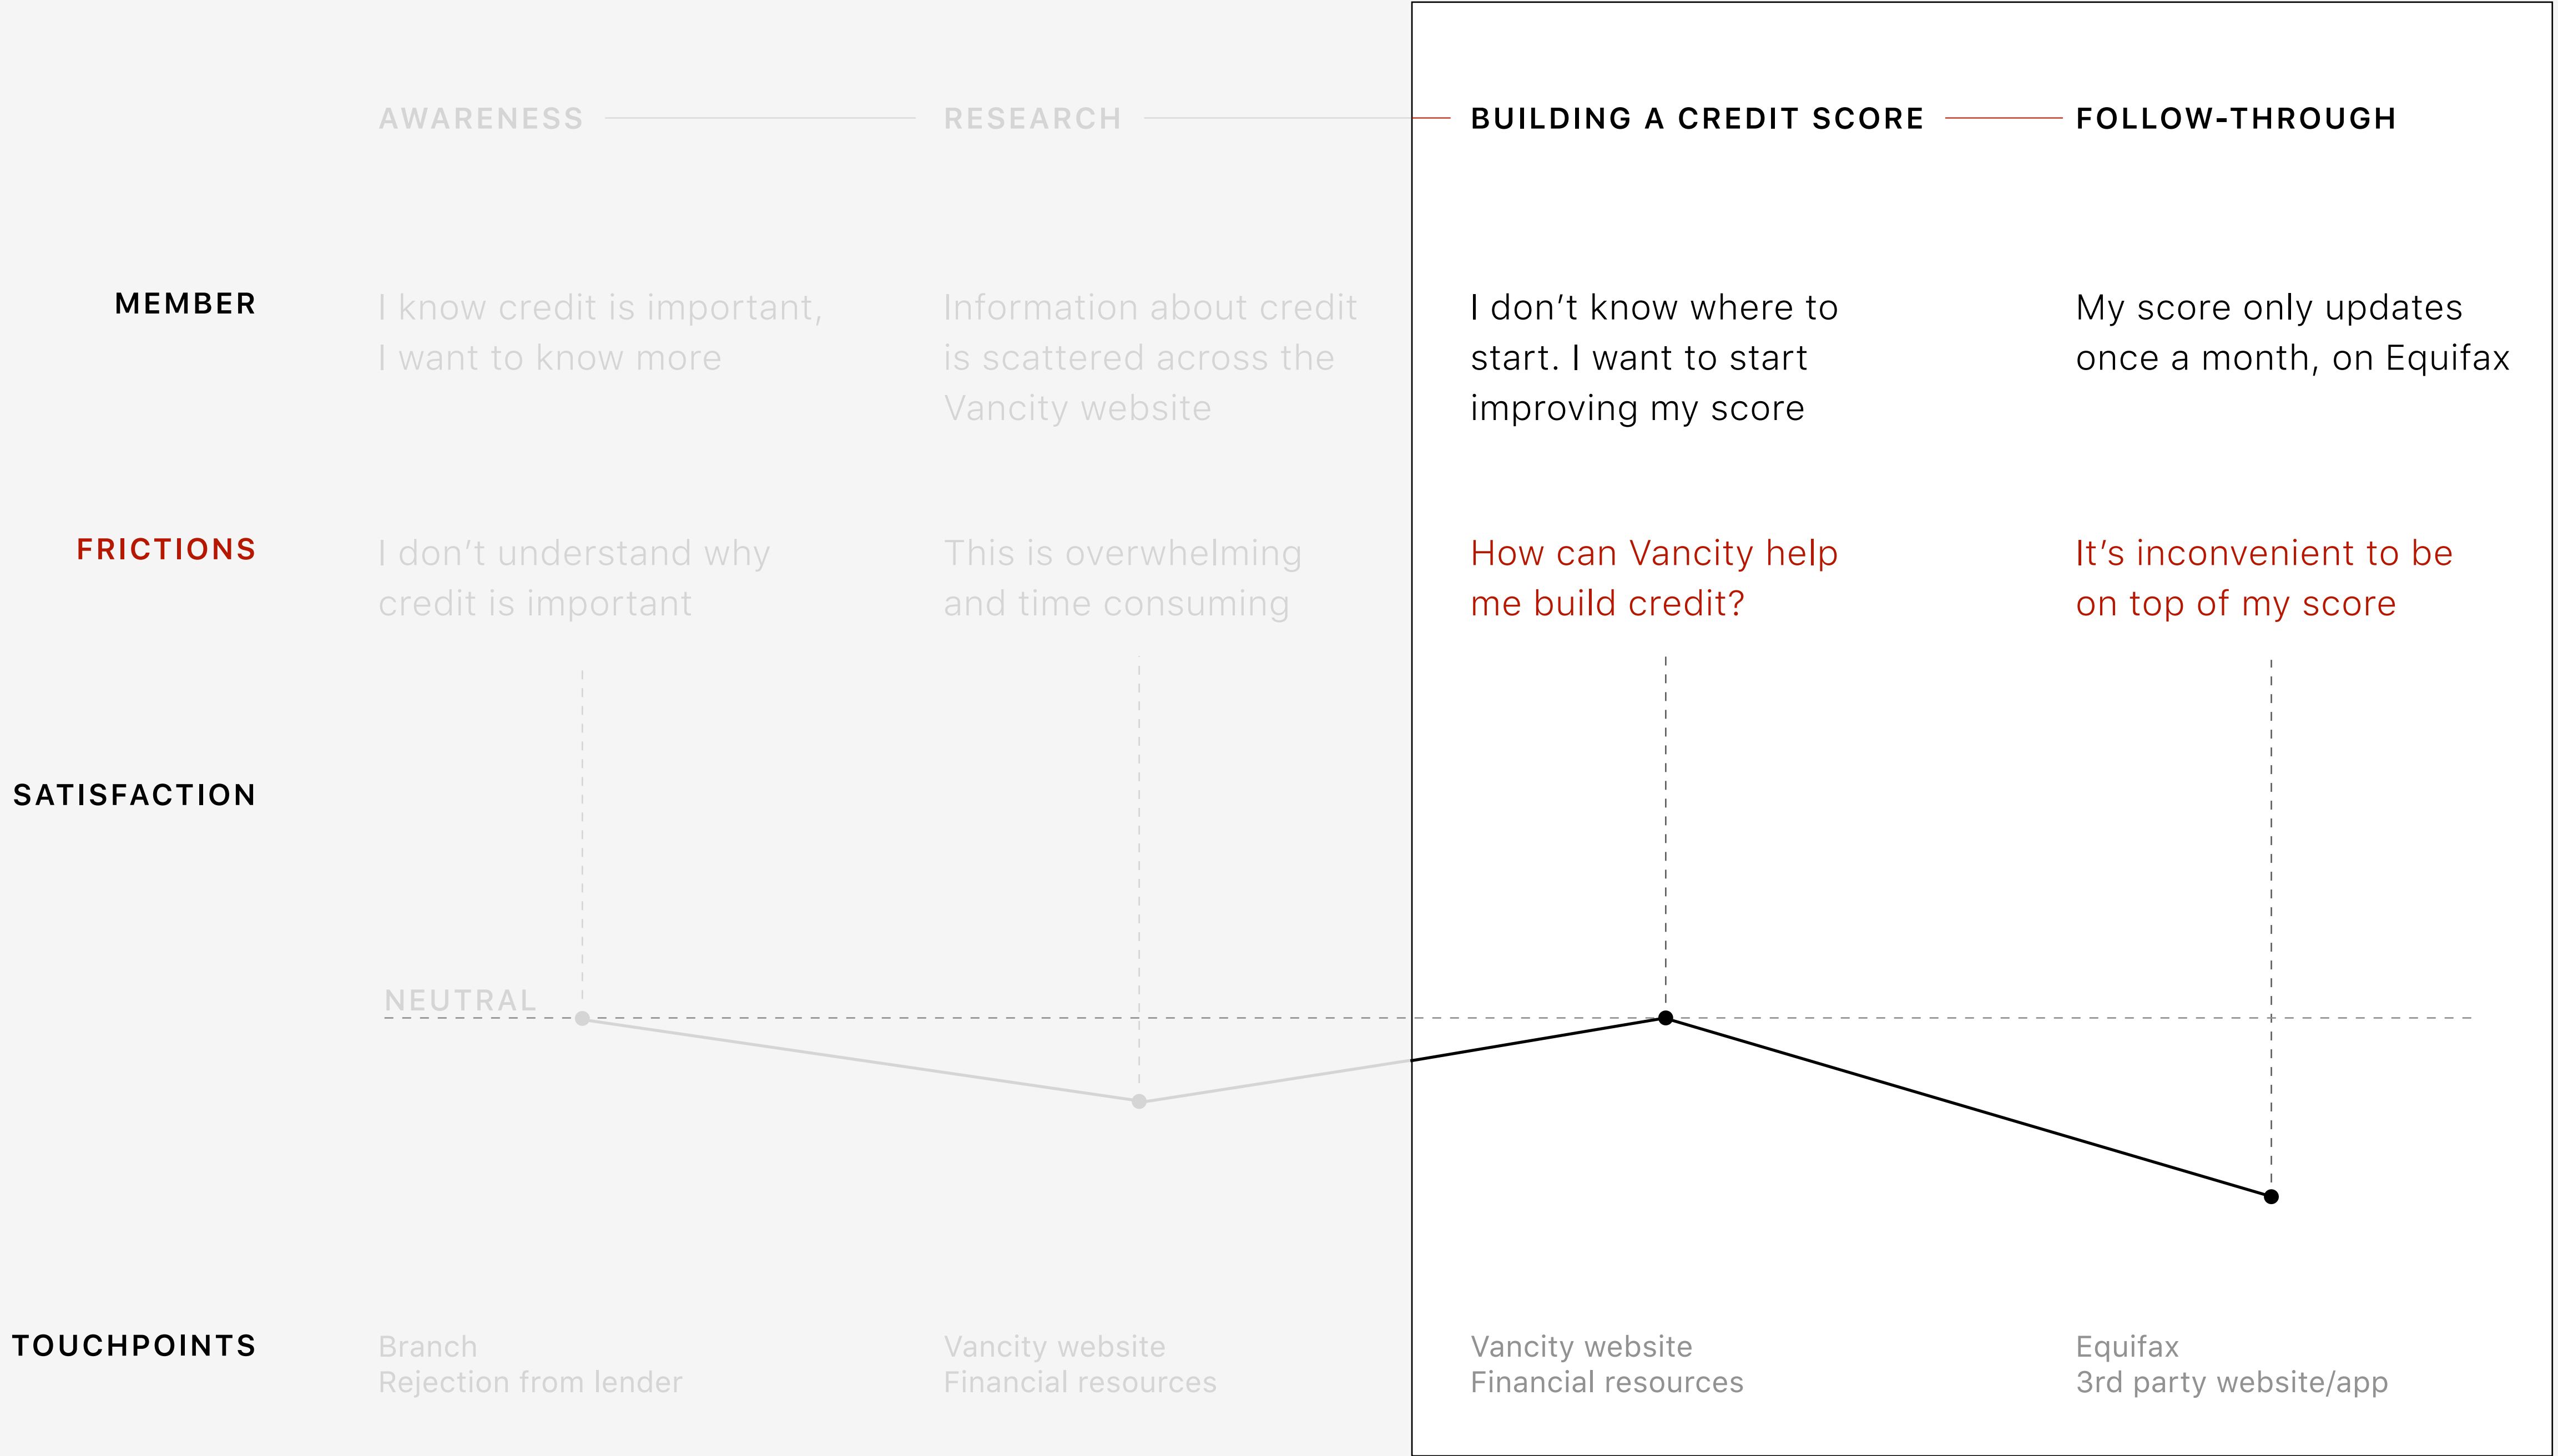 AWARENESS
RESEARCH
BUILDING A CREDIT SCORE
FOLLOW-THROUGH
MEMBER
I know credit is important,
I want to know more
Information about credit
is scattered across the
Vancity website
I don’t know where to
start. I want to start
improving my score
My score only updates
once a month, on Equifax
FRICTIONS
I don’t understand why
credit is important
This is overwhelming
and time consuming
How can Vancity help
me build credit?
It’s inconvenient to be
on top of my score
SATISFACTION
NEUTRAL
TOUCHPOINTS
Branch
Rejection from lender
Vancity website
Financial resources
Vancity website
Financial resources
Equifax
3rd party website/app